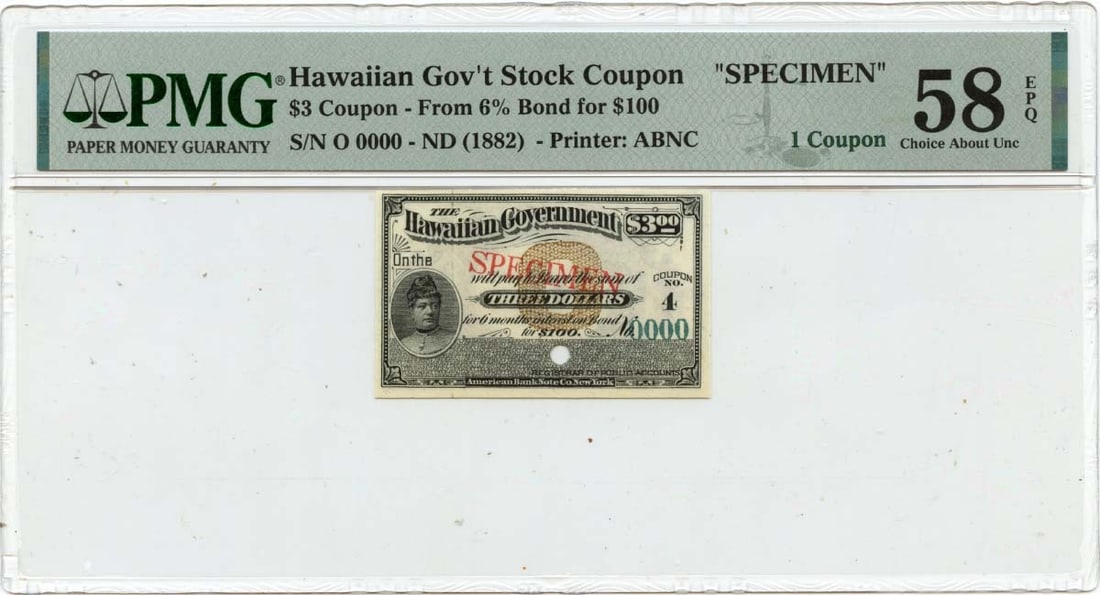 PMG®
PAPER MONEY GUARANTY
Hawaiian Gov't Stock Coupon "SPECIMEN"
$3 Coupon - From 6% Bond for $100
S/N O 0000 - ND (1882) - Printer: ABNC
1 Coupon
58
EPQ
Choice About Unc
THE
Hawaiian Government
$3.00
On the
SPECIMEN
will pay to bearer the sum of
COUPON
NO.
4
THREE DOLLARS
for 6 months interest on Bond
No. 0000
for $100.
REGISTRAR OF PUBLIC ACCOUNTS
American Bank Note Co. New York